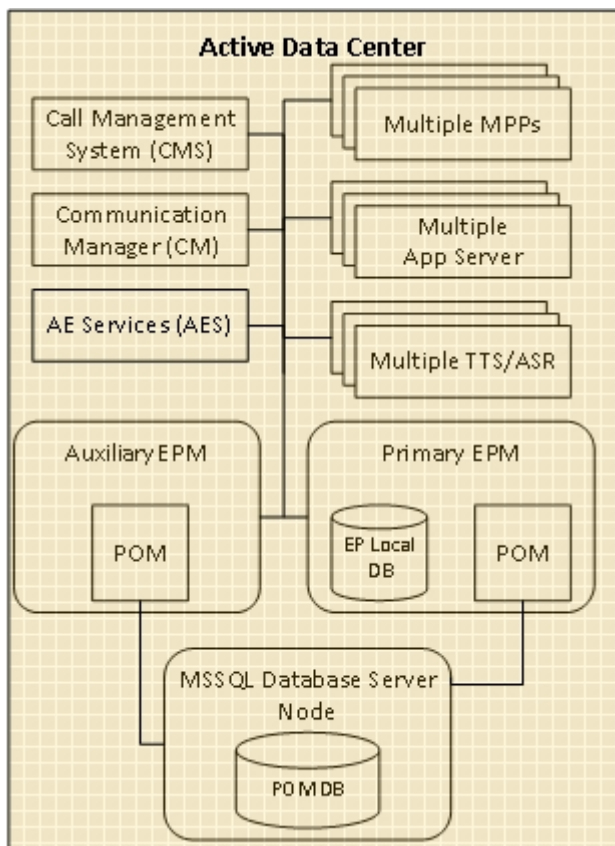 Active Data Center
Call Management
System (CMS)
Multiple MPPs
Communication
Manager (CM)
Multiple
App Server
AE Services (AES)
Multiple TTS/ASR
Auxiliary EPM
POM
Primary EPM
EP Local
DB
POM
MSSQL Database Server
Node
POM DB